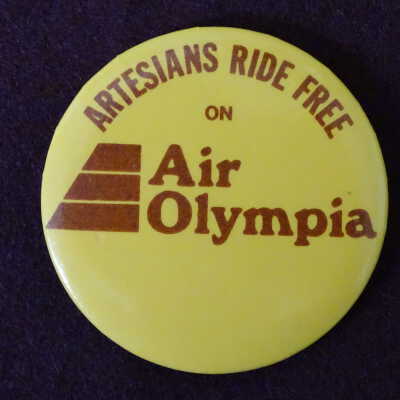 ARTESIANS RIDE FREE
ON
Air
Olympia